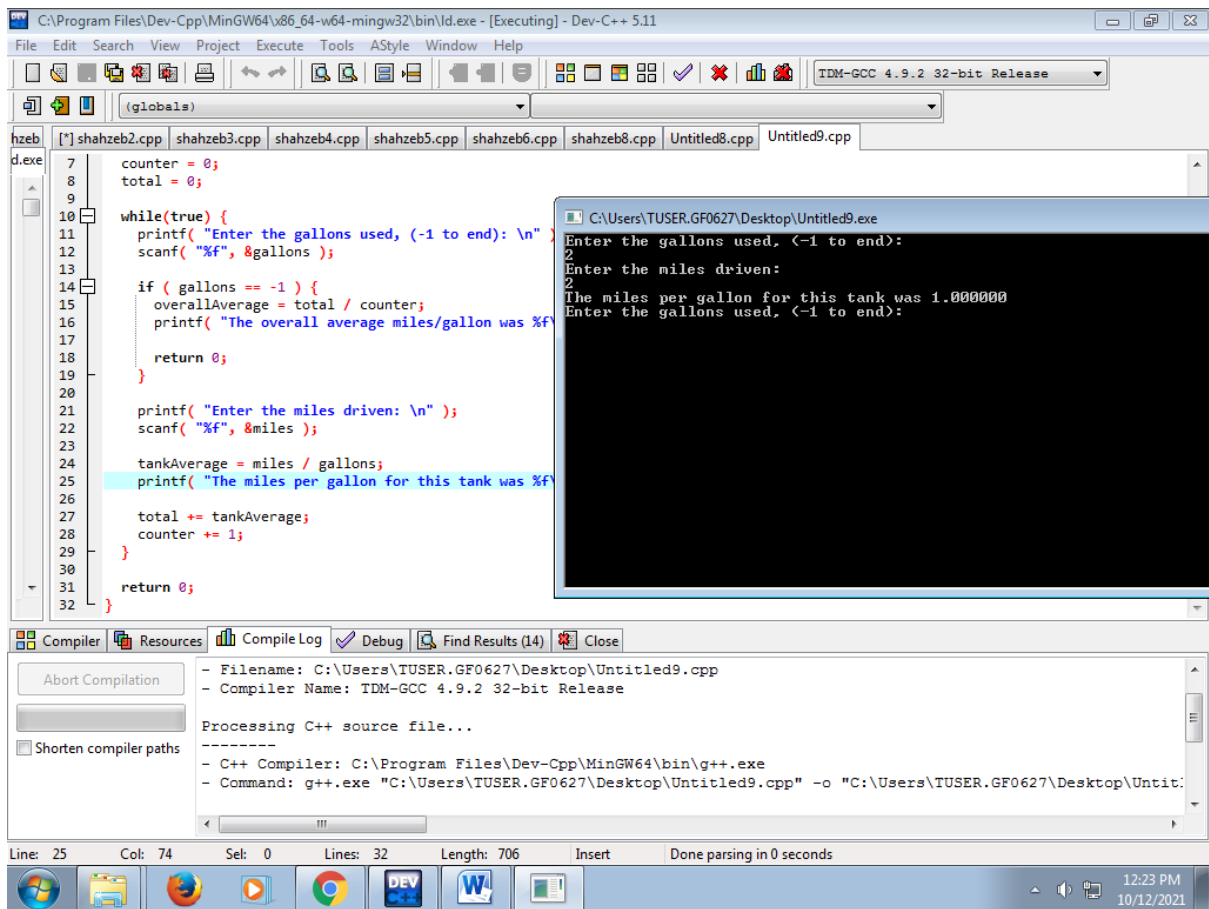 C:\Program Files\Dev-Cpp\MinGW64\x86_64-w64-mingw32\bin\ld.exe - [Executing] - Dev-C++ 5.11
File Edit Search View Project Execute Tools AStyle Window Help
TDM-GCC 4.9.2 32-bit Release
(globals)
hzeb [*] shahzeb2.cpp shahzeb3.cpp shahzeb4.cpp shahzeb5.cpp shahzeb6.cpp shahzeb8.cpp Untitled8.cpp Untitled9.cpp
d.exe
7 counter = 0;
8 total = 0;
9
10 while(true) {
11 printf( "Enter the gallons used, (-1 to end): \n" )
12 scanf( "%f", &gallons );
13
14 if ( gallons == -1 ) {
15 overallAverage = total / counter;
16 printf( "The overall average miles/gallon was %f\
17
18 return 0;
19 }
20
21 printf( "Enter the miles driven: \n" );
22 scanf( "%f", &miles );
23
24 tankAverage = miles / gallons;
25 printf( "The miles per gallon for this tank was %f\
26
27 total += tankAverage;
28 counter += 1;
29 }
30
31 return 0;
32 }
C:\Users\TUSER.GF0627\Desktop\Untitled9.exe
Enter the gallons used, (-1 to end):
2
Enter the miles driven:
2
The miles per gallon for this tank was 1.000000
Enter the gallons used, (-1 to end):
Compiler Resources Compile Log Debug Find Results (14) Close
Abort Compilation
Shorten compiler paths
- Filename: C:\Users\TUSER.GF0627\Desktop\Untitled9.cpp
- Compiler Name: TDM-GCC 4.9.2 32-bit Release
Processing C++ source file...
--------
- C++ Compiler: C:\Program Files\Dev-Cpp\MinGW64\bin\g++.exe
- Command: g++.exe "C:\Users\TUSER.GF0627\Desktop\Untitled9.cpp" -o "C:\Users\TUSER.GF0627\Desktop\Untit
Line: 25 Col: 74 Sel: 0 Lines: 32 Length: 706 Insert Done parsing in 0 seconds
DEV C++
W
12:23 PM
10/12/2021